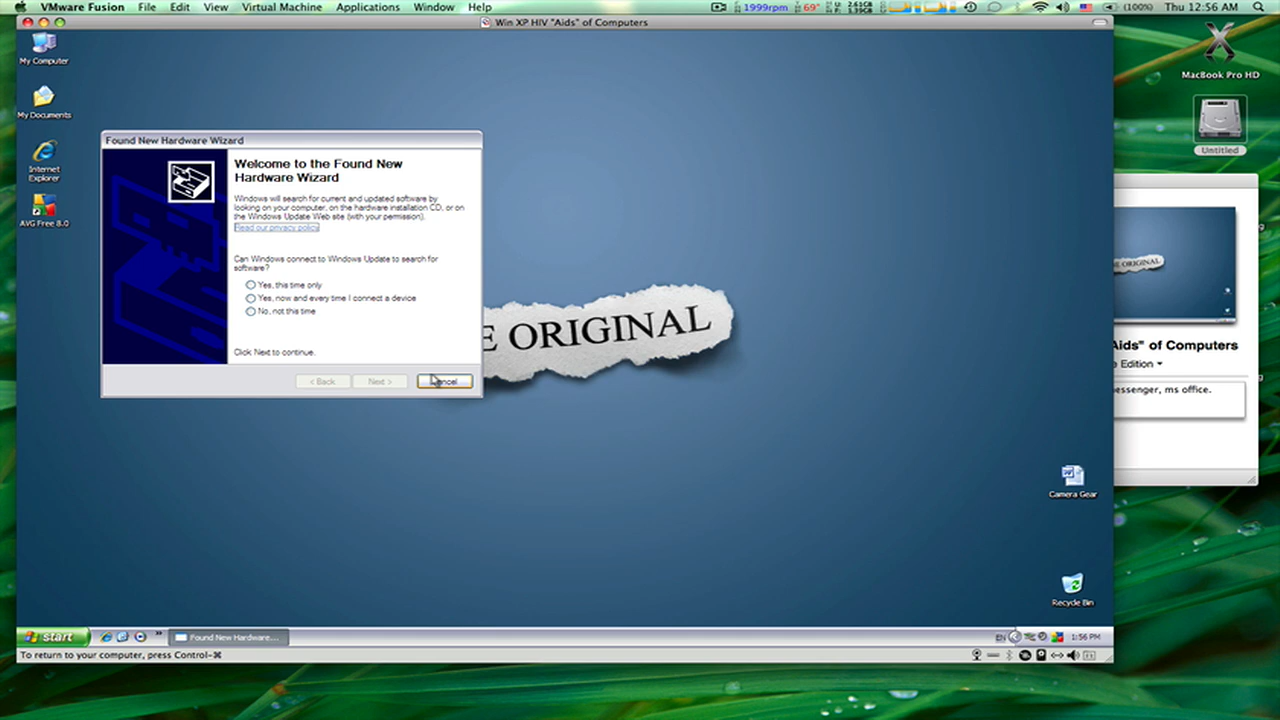 VMware Fusion File Edit View Virtual Machine Applications Window Help
1999rpm 69° 2.61GB 1.39GB (100%) Thu 12:56 AM
Win XP HIV "Aids" of Computers
My Computer
My Documents
Internet
Explorer
AVG Free 8.0
Found New Hardware Wizard
Welcome to the Found New
Hardware Wizard
Windows will search for current and updated software by
looking on your computer, on the hardware installation CD, or on
the Windows Update Web site (with your permission).
Read our privacy policy
Can Windows connect to Windows Update to search for
software?
Yes, this time only
Yes, now and every time I connect a device
No, not this time
Click Next to continue.
< Back Next > Cancel
E ORIGINAL
MacBook Pro HD
Untitled
E ORIGINAL
Aids" of Computers
Edition
essenger, ms office.
Camera Gear
Recycle Bin
start Found New Hardware... EN 1:56 PM
To return to your computer, press Control-⌘